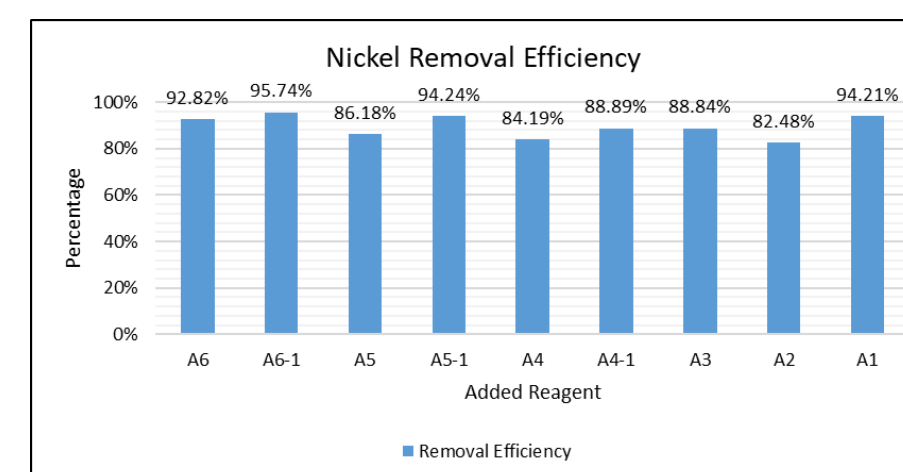 Nickel Removal Efficiency
92.82% 95.74% 86.18% 94.24% 84.19% 88.89% 88.84% 82.48% 94.21%
100%
80%
60%
40%
20%
0%
Percentage
A6 A6-1 A5 A5-1 A4 A4-1 A3 A2 A1
Added Reagent
Removal Efficiency